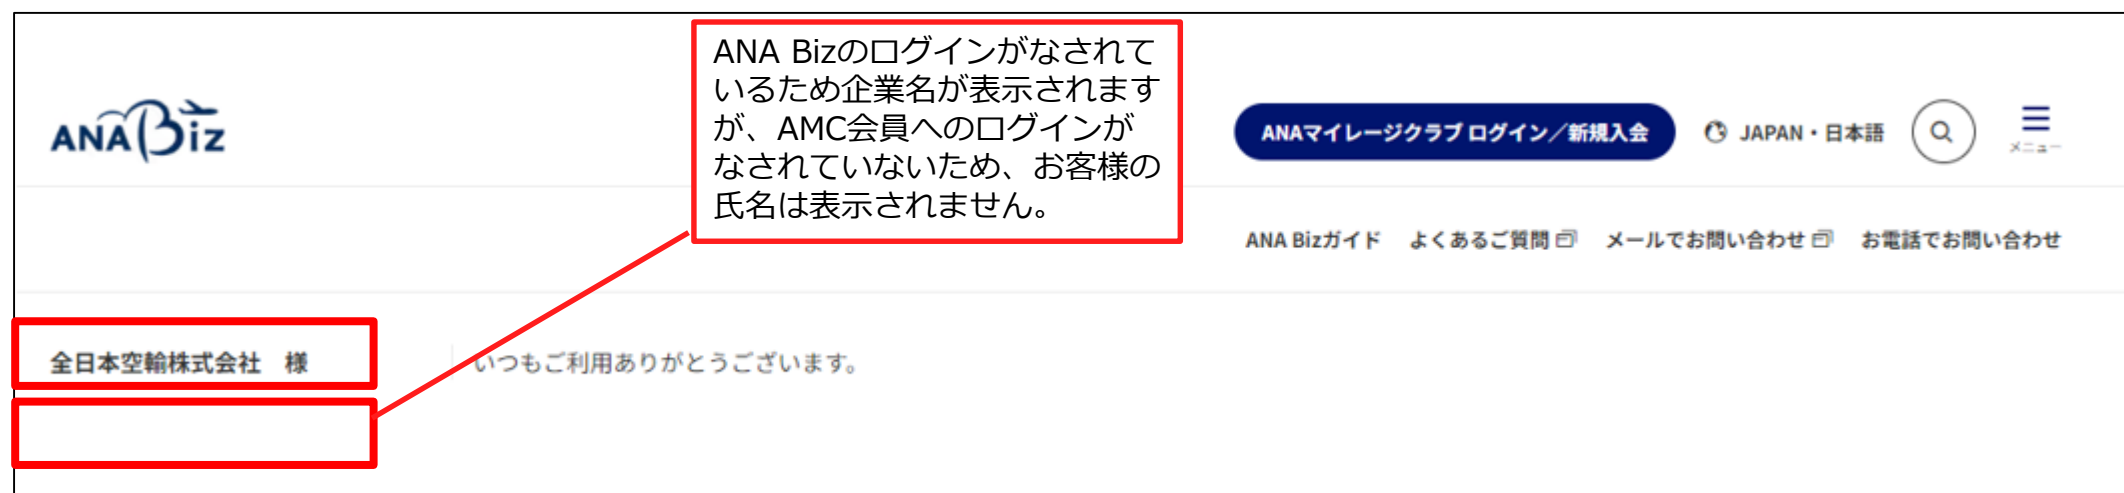 ANA Bizのログインがなされて
いるため企業名が表示されます
が、AMC会員へのログインが
なされていないため、お客様の
氏名は表示されません。
ANA Biz
ANAマイレージクラブ ログイン／新規入会
JAPAN・日本語
メニュー
ANA Bizガイド よくあるご質問 メールでお問い合わせ お電話でお問い合わせ
全日本空輸株式会社　様
いつもご利用ありがとうございます。